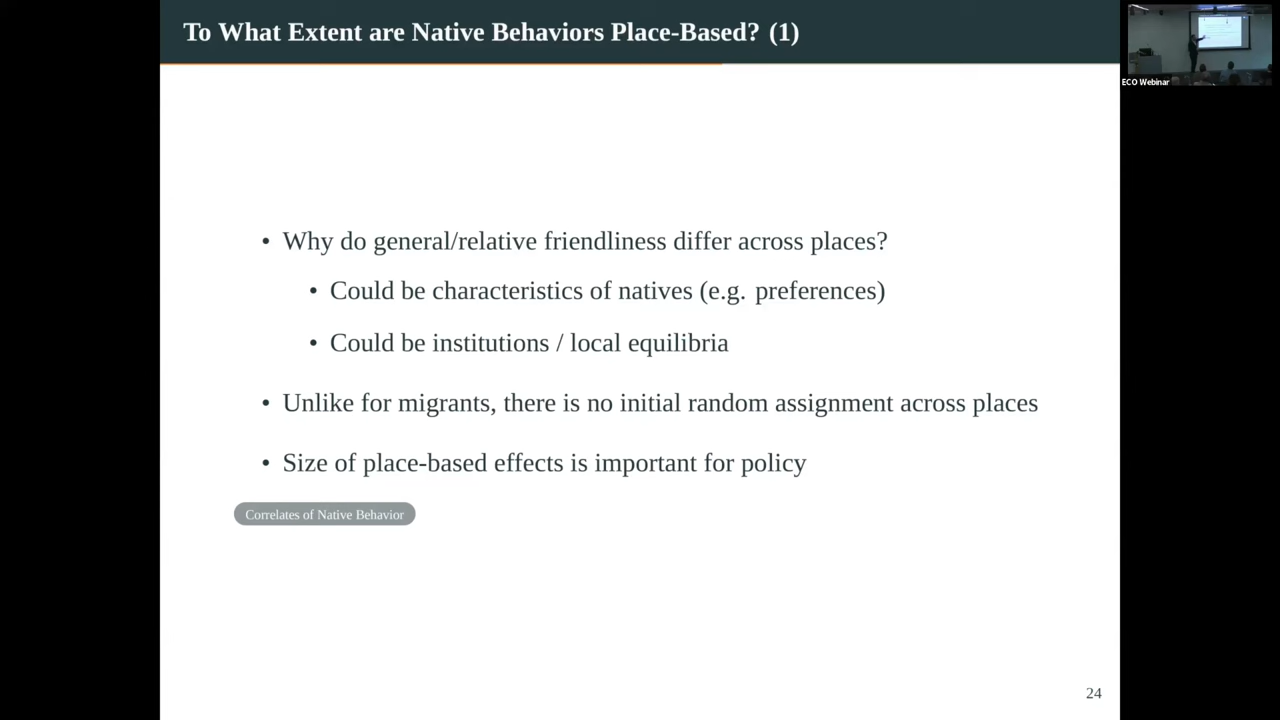 To What Extent are Native Behaviors Place-Based? (1)
ECO Webinar
• Why do general/relative friendliness differ across places?
• Could be characteristics of natives (e.g. preferences)
• Could be institutions / local equilibria
• Unlike for migrants, there is no initial random assignment across places
• Size of place-based effects is important for policy
Correlates of Native Behavior
24